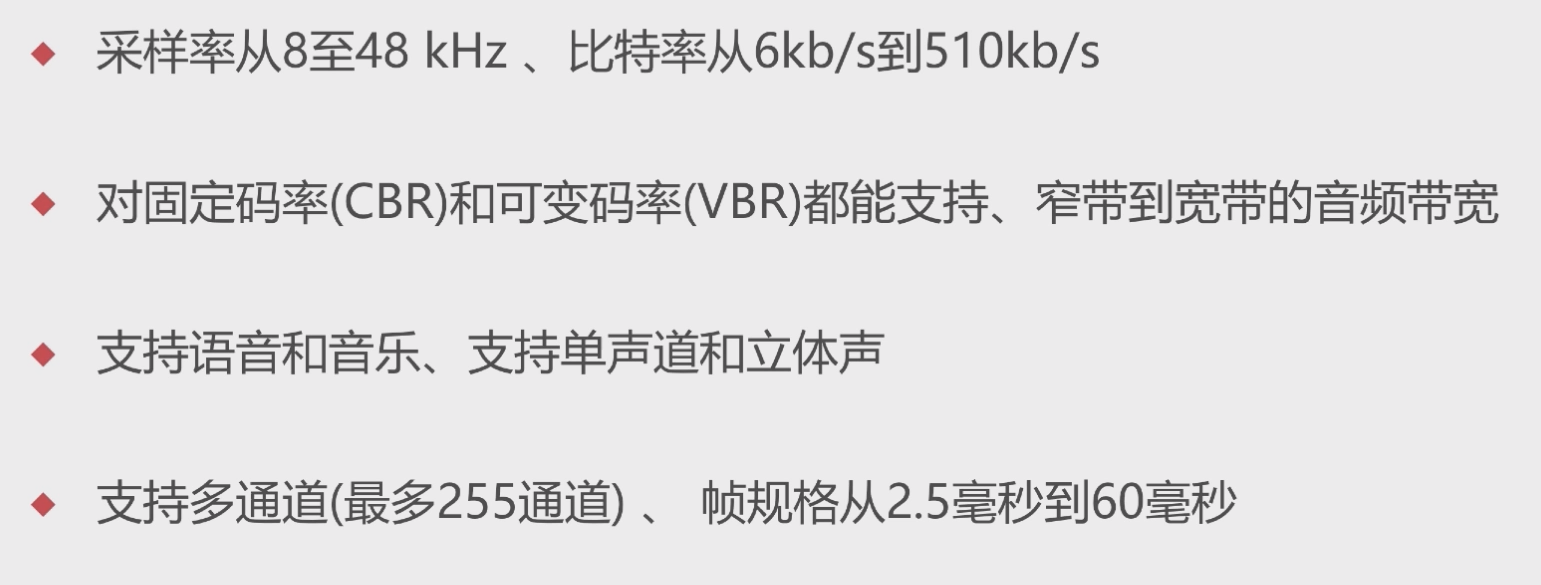 采样率从8至48 kHz 、比特率从6kb/s到510kb/s
对固定码率(CBR)和可变码率(VBR)都能支持、窄带到宽带的音频带宽
支持语音和音乐、支持单声道和立体声
支持多通道(最多255通道) 、 帧规格从2.5毫秒到60毫秒